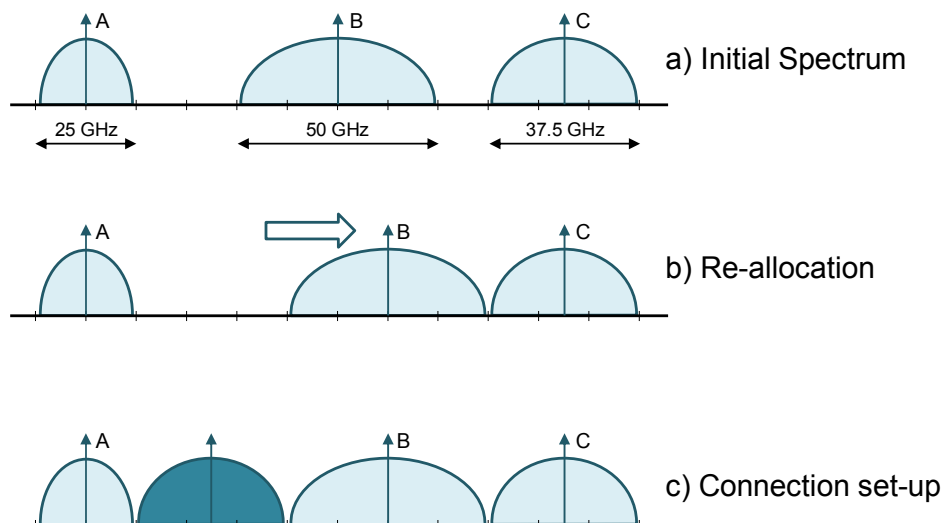 A
B
C
a) Initial Spectrum
25 GHz
50 GHz
37.5 GHz
A
B
C
b) Re-allocation
A
B
C
c) Connection set-up